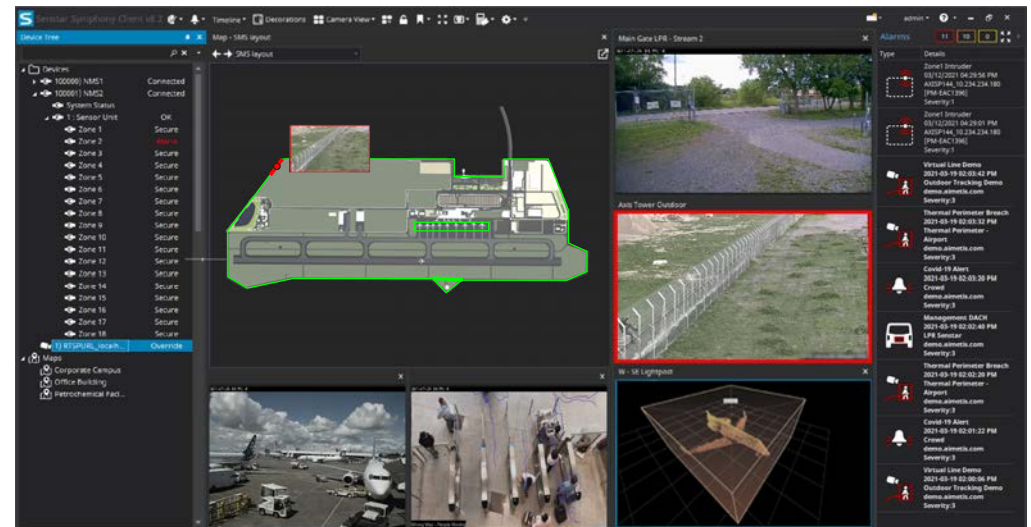 Senstar Symphony Client v8.2
Timeline
Decorations
Camera View
admin
Device Tree
Devices
100000) NMS1 Connected
100001) NMS2 Connected
System Status
1: Sensor Unit OK
Zone 1 Secure
Zone 2 Alarm
Zone 3 Secure
Zone 4 Secure
Zone 5 Secure
Zone 6 Secure
Zone 7 Secure
Zone 8 Secure
Zone 9 Secure
Zone 10 Secure
Zone 11 Secure
Zone 12 Secure
Zone 13 Secure
Zone 14 Secure
Zone 15 Secure
Zone 16 Secure
Zone 17 Secure
Zone 18 Secure
1) RTSPURL_localh... Override
Maps
Corporate Campus
Office Building
Petrochemical Faci...
Map - SMS layout
SMS layout
Main Gate LPR - Stream 2
Axis Tower Outdoor
W - SE Lightpost
Alarms 11 10 0
Type Details
Zone1 Intruder
03/12/2021 04:29:56 PM
AXISP144_10.234.234.180
[PM-EAC1396]
Severity:1
Zone1 Intruder
03/12/2021 04:29:01 PM
AXISP144_10.234.234.180
[PM-EAC1396]
Severity:1
Virtual Line Demo
2021-03-19 02:03:42 PM
Outdoor Tracking Demo
demo.aimetis.com
Severity:3
Thermal Perimeter Breach
2021-03-19 02:03:32 PM
Thermal Perimeter -
Airport
demo.aimetis.com
Severity:3
Covid-19 Alert
2021-03-19 02:03:20 PM
Crowd
demo.aimetis.com
Severity:3
Management DACH
2021-03-19 02:02:40 PM
LPR Senstar
demo.aimetis.com
Severity:3
Thermal Perimeter Breach
2021-03-19 02:02:20 PM
Thermal Perimeter -
Airport
demo.aimetis.com
Severity:3
Covid-19 Alert
2021-03-19 02:01:22 PM
Crowd
demo.aimetis.com
Severity:3
Virtual Line Demo
2021-03-19 02:00:06 PM
Outdoor Tracking Demo
demo.aimetis.com
Severity:3